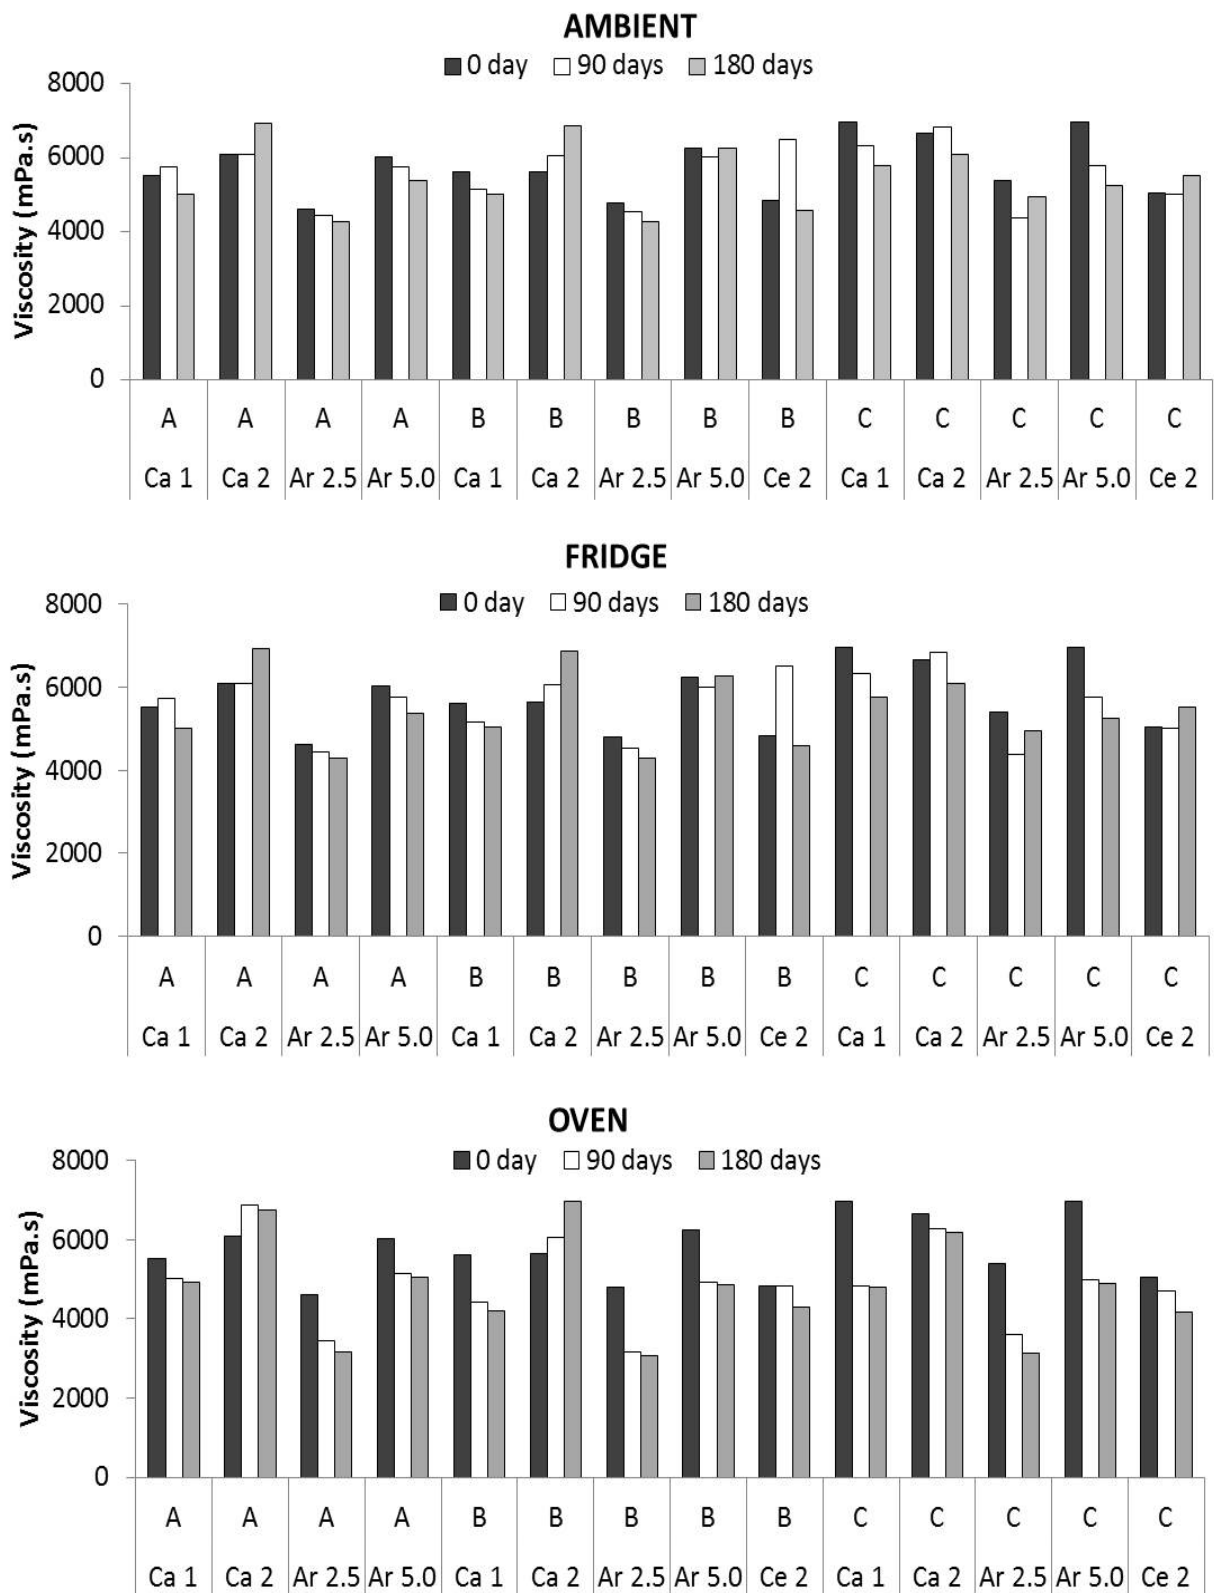 AMBIENT
0 day 90 days 180 days
8000
6000
4000
2000
0
Viscosity (mPa.s)
A A A A B B B B B C C C C C
Ca 1 Ca 2 Ar 2.5 Ar 5.0 Ca 1 Ca 2 Ar 2.5 Ar 5.0 Ce 2 Ca 1 Ca 2 Ar 2.5 Ar 5.0 Ce 2
FRIDGE
0 day 90 days 180 days
8000
6000
4000
2000
0
Viscosity (mPa.s)
A A A A B B B B B C C C C C
Ca 1 Ca 2 Ar 2.5 Ar 5.0 Ca 1 Ca 2 Ar 2.5 Ar 5.0 Ce 2 Ca 1 Ca 2 Ar 2.5 Ar 5.0 Ce 2
OVEN
0 day 90 days 180 days
8000
6000
4000
2000
0
Viscosity (mPa.s)
A A A A B B B B B C C C C C
Ca 1 Ca 2 Ar 2.5 Ar 5.0 Ca 1 Ca 2 Ar 2.5 Ar 5.0 Ce 2 Ca 1 Ca 2 Ar 2.5 Ar 5.0 Ce 2